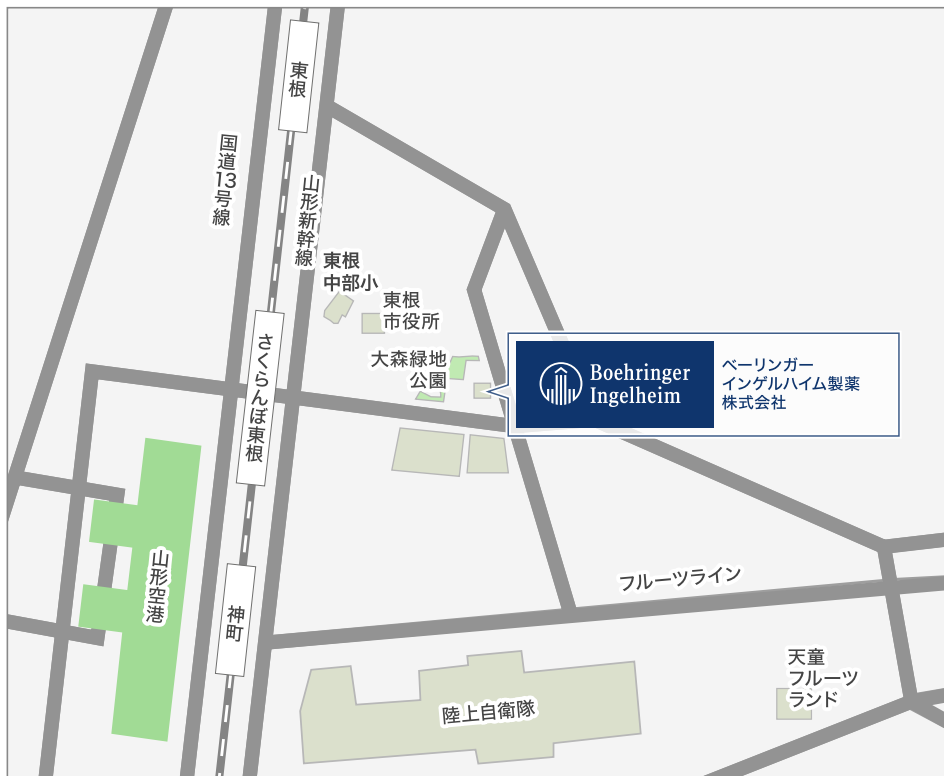 東根
国道13号線
山形新幹線
東根
中部小
東根
市役所
さくらんぼ東根
大森緑地
公園
Boehringer
Ingelheim
ベーリンガー
インゲルハイム製薬
株式会社
山形空港
神町
フルーツライン
陸上自衛隊
天童
フルーツ
ランド